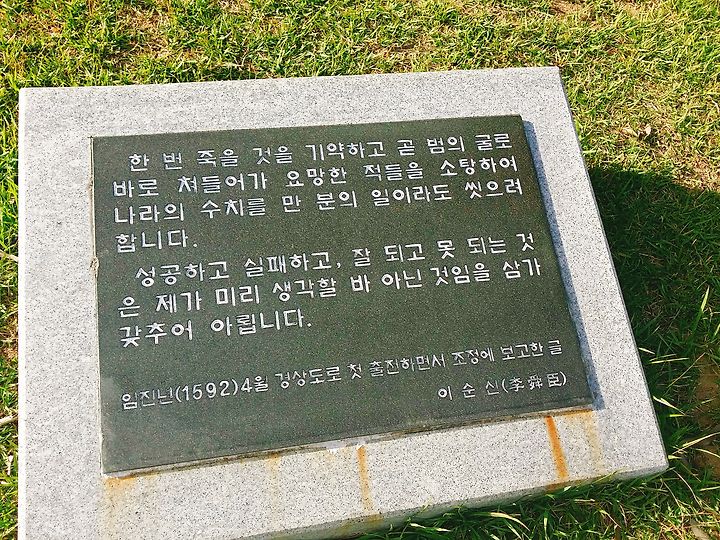 한 번 죽을 것을 기약하고 곧 범의 굴로
바로 쳐들어가 요망한 적들을 소탕하여
나라의 수치를 만 분의 일이라도 씻으려
합니다.
성공하고 실패하고, 잘 되고 못 되는 것
은 제가 미리 생각할 바 아닌 것임을 삼가
갖추어 아룁니다.
임진년(1592)4월 경상도로 첫 출전하면서 조정에 보고한 글
이 순 신(李舜臣)